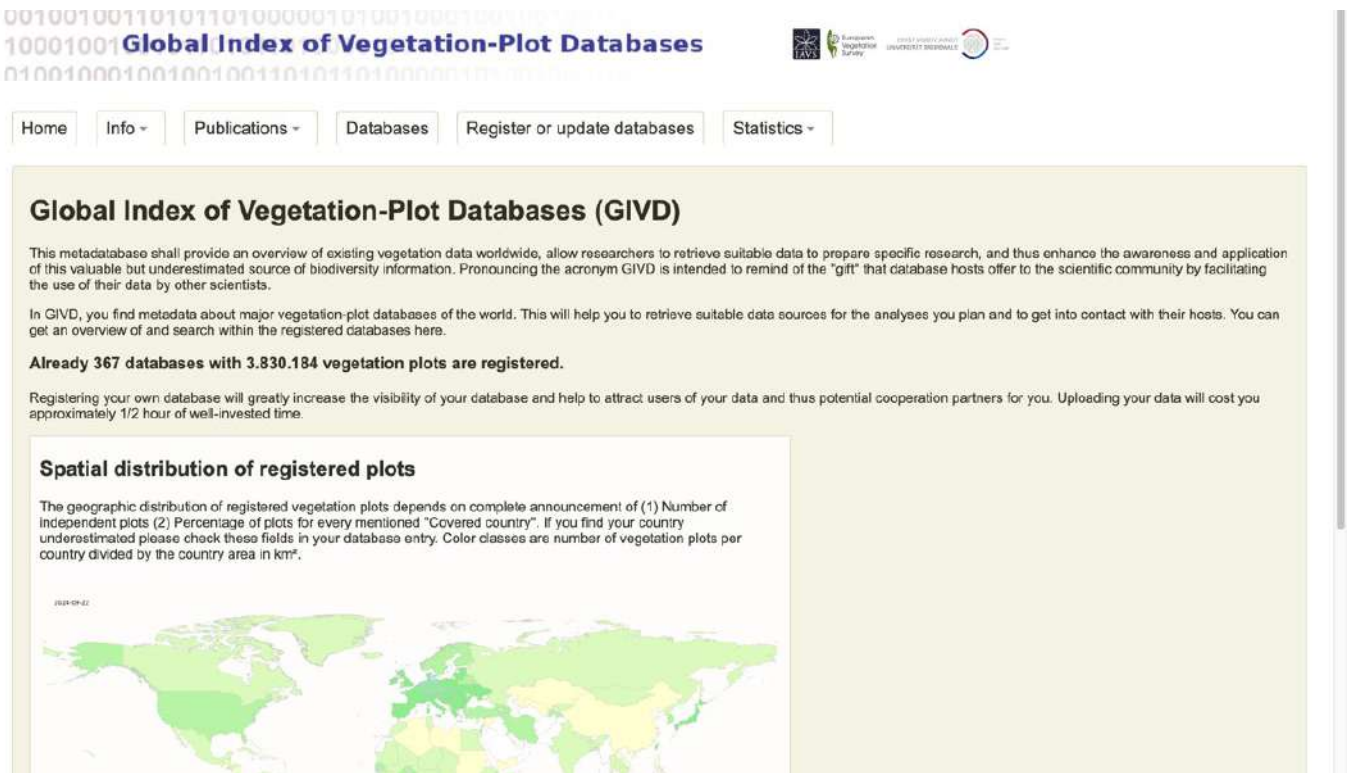 001001001101011010000010100100010010
10001001 Global Index of Vegetation-Plot Databases
IAVS European Vegetation Survey
Home Info Publications Databases Register or update databases Statistics
Global Index of Vegetation-Plot Databases (GIVD)
This metadatabase shall provide an overview of existing vegetation data worldwide, allow researchers to retrieve suitable data to prepare specific research, and thus enhance the awareness and application
of this valuable but underestimated source of biodiversity information. Pronouncing the acronym GIVD is intended to remind of the "gift" that database hosts offer to the scientific community by facilitating
the use of their data by other scientists.
In GIVD, you find metadata about major vegetation-plot databases of the world. This will help you to retrieve suitable data sources for the analyses you plan and to get into contact with their hosts. You can
get an overview of and search within the registered databases here.
Already 367 databases with 3.830.184 vegetation plots are registered.
Registering your own database will greatly increase the visibility of your database and help to attract users of your data and thus potential cooperation partners for you. Uploading your data will cost you
approximately 1/2 hour of well-invested time.
Spatial distribution of registered plots
The geographic distribution of registered vegetation plots depends on complete announcement of (1) Number of
independent plots (2) Percentage of plots for every mentioned "Covered country". If you find your country
underestimated please check these fields in your database entry. Color classes are number of vegetation plots per
country divided by the country area in km².